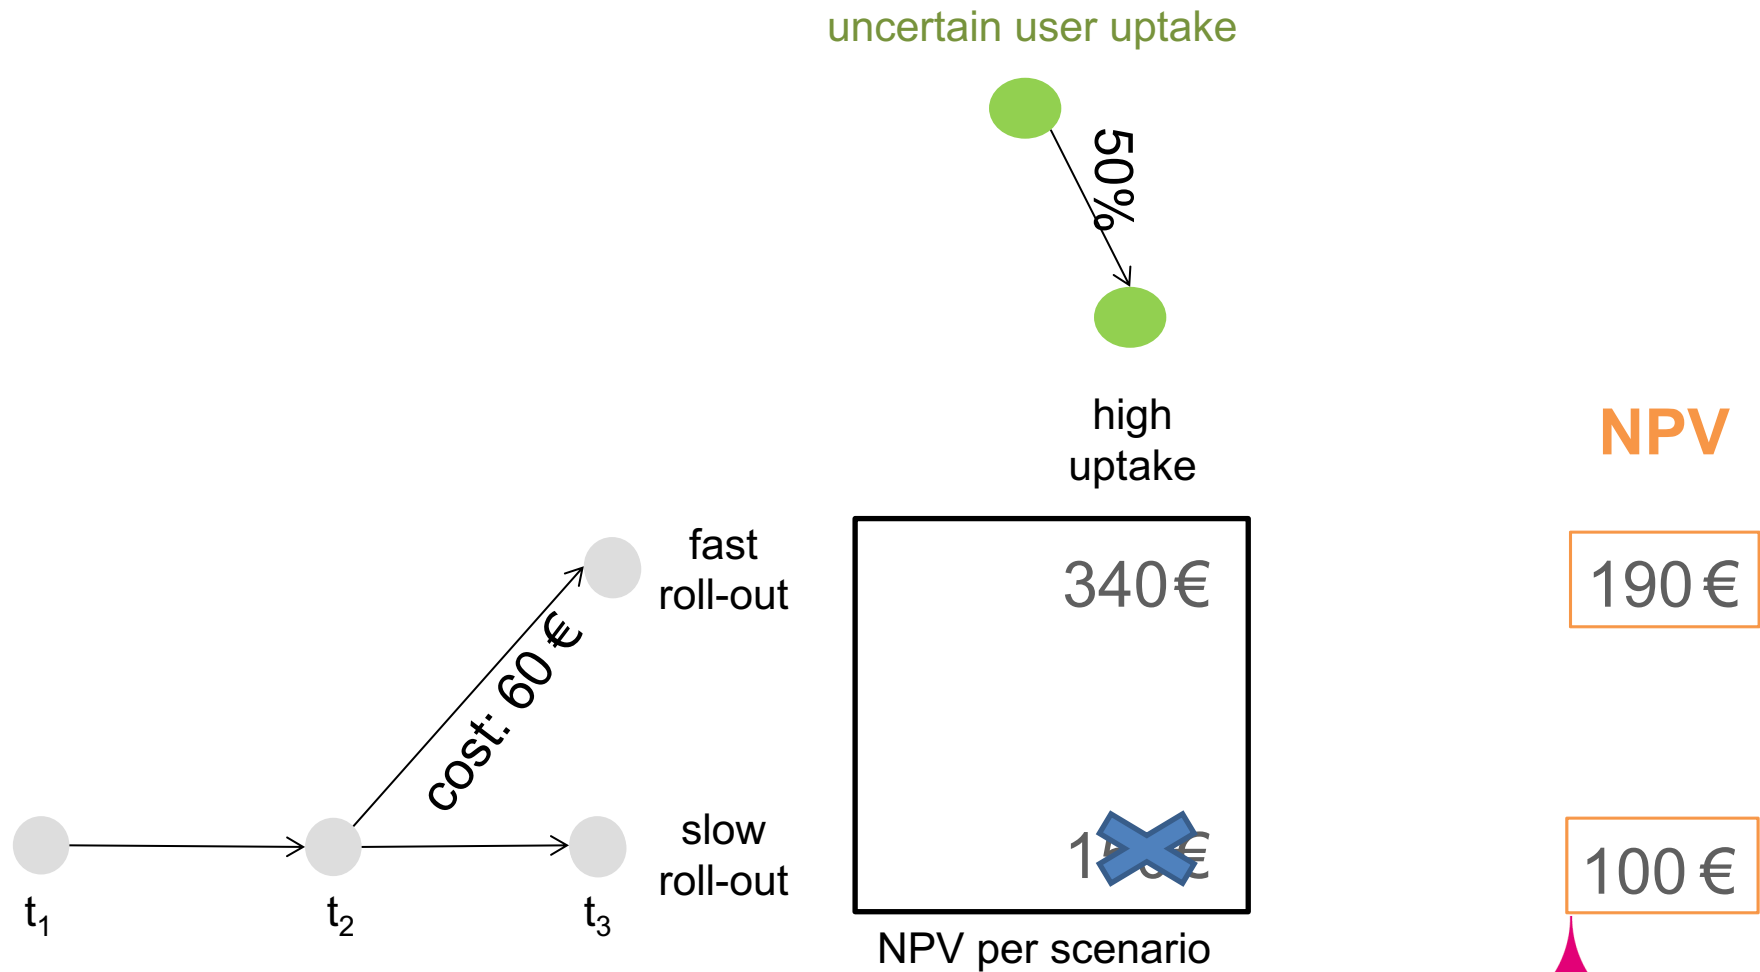 uncertain user uptake
50%
high
uptake
NPV
fast
roll-out
340€
190 €
cost: 60 €
slow
roll-out
100 €
t1
t2
t3
NPV per scenario